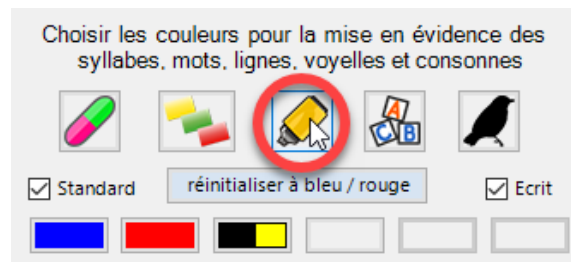 Choisir les couleurs pour la mise en évidence des
syllabes, mots, lignes, voyelles et consonnes
A
C B
Standard
réinitialiser à bleu / rouge
Ecrit